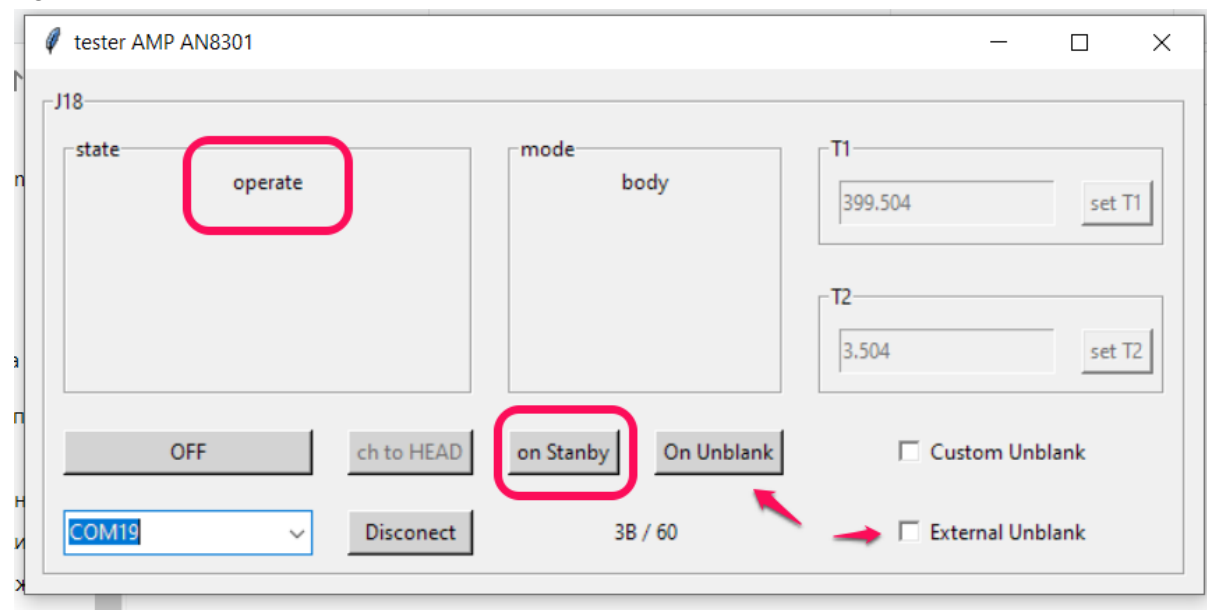 tester AMP AN8301
J18
state
operate
mode
body
T1
399.504
set T1
T2
3.504
set T2
OFF
ch to HEAD
on Stanby
On Unblank
Custom Unblank
COM19
Disconect
3B / 60
External Unblank